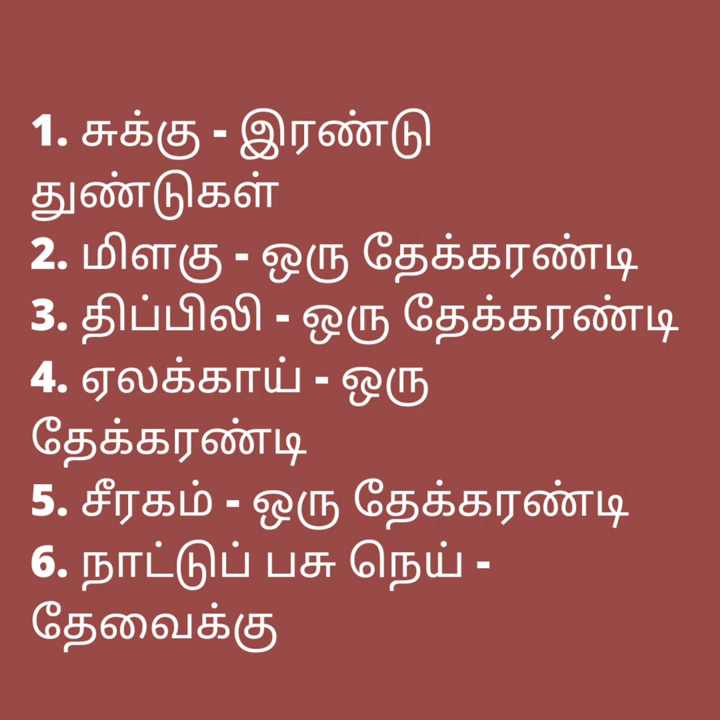 1. சுக்கு - இரண்டு
துண்டுகள்
2. மிளகு - ஒரு தேக்கரண்டி
3. திப்பிலி - ஒரு தேக்கரண்டி
4. ஏலக்காய் - ஒரு
தேக்கரண்டி
5. சீரகம் - ஒரு தேக்கரண்டி
6. நாட்டுப் பசு நெய் -
தேவைக்கு